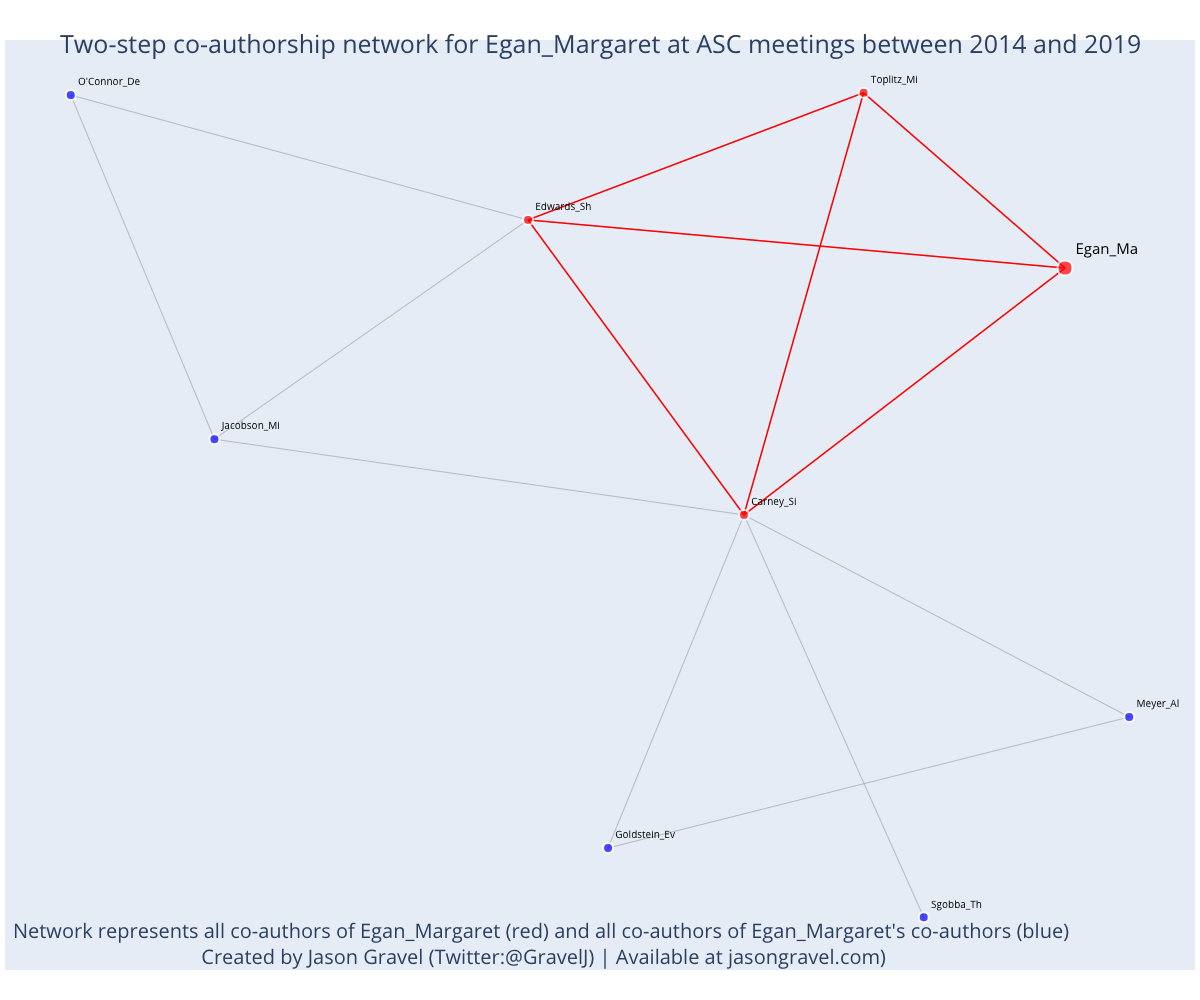 Two-step co-authorship network for Egan_Margaret at ASC meetings between 2014 and 2019
O'Connor_De
Toplitz_Mi
Edwards_Sh
Egan_Ma
Jacobson_Mi
Carney_Si
Meyer_Al
Goldstein_Ev
Sgobba_Th
Network represents all co-authors of Egan_Margaret (red) and all co-authors of Egan_Margaret's co-authors (blue)
Created by Jason Gravel (Twitter:@GravelJ) | Available at jasongravel.com)